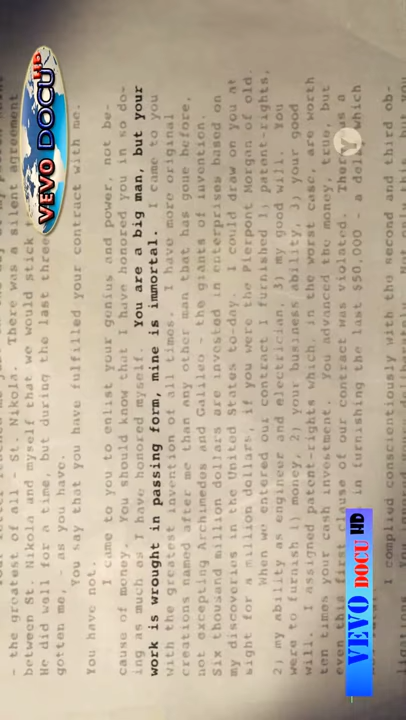 - the greatest of all - St. Nikola. There was a silent agreement
between St. Nikola and myself that we would stick
He did well for a time, but during the last three
gotten me, as you have.
You say that you have fulfilled your contract with me.
You have not.
I came to you to enlist your genius and power, not be-
cause of money. You should know that I have honored you in so do-
ing as much as I have honored myself. You are a big man, but your
work is wrought in passing form, mine is immortal. I came to you
with the greatest invention of all times. I have more original
creations named after me than any other man that has gone before,
not excepting Archimedes and Galileo - the giants of invention.
Six thousand million dollars are invested in enterprises based on
my discoveries in the United States to-day. I could draw on you at
sight for a million dollars, if you were the Pierpont Morgan of old.
When we entered our contract I furnished 1) patent-rights,
2) my ability as engineer and electrician, 3) my good will. You
were to furnish 1) money, 2) your business ability, 3) your good
will. I assigned patent-rights which, in the worst case, are worth
ten times your cash investment. You advanced the money, true, but
even this first clause of our contract was violated. There was a
in furnishing the last $50,000 - a delay which
I complied conscientiously with the second and third ob-
VEVO DOCU HD
VEVO DOCU HD